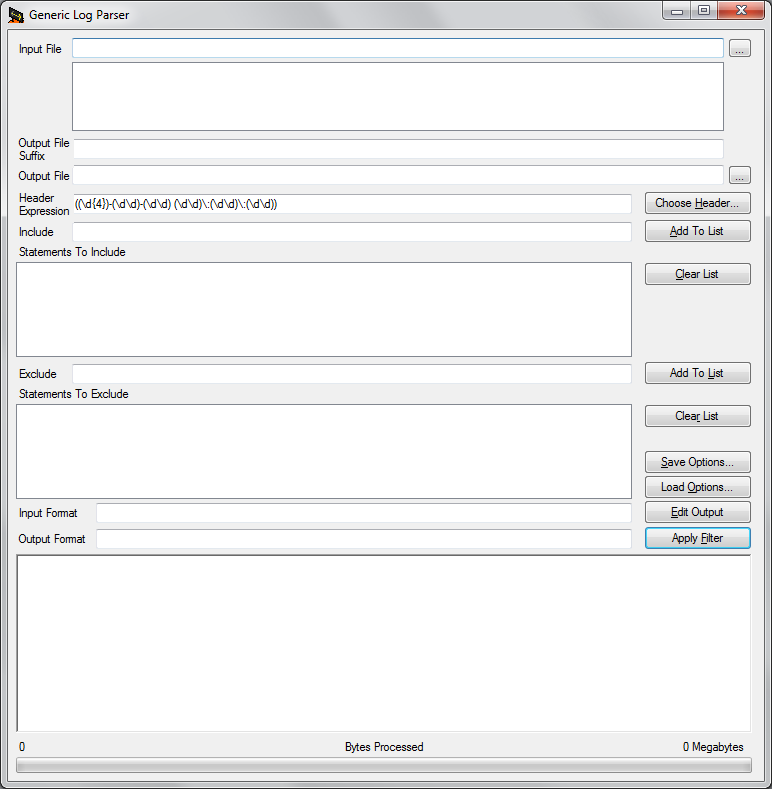 Generic Log Parser
Input File
...
Output File
Suffix
Output File
...
Header
Expression
((\d{4})-(\d\d)-(\d\d) (\d\d)\:(\d\d)\:(\d\d))
Choose Header...
Include
Add To List
Statements To Include
Clear List
Exclude
Add To List
Statements To Exclude
Clear List
Save Options...
Load Options...
Input Format
Edit Output
Output Format
Apply Filter
0
Bytes Processed
0 Megabytes